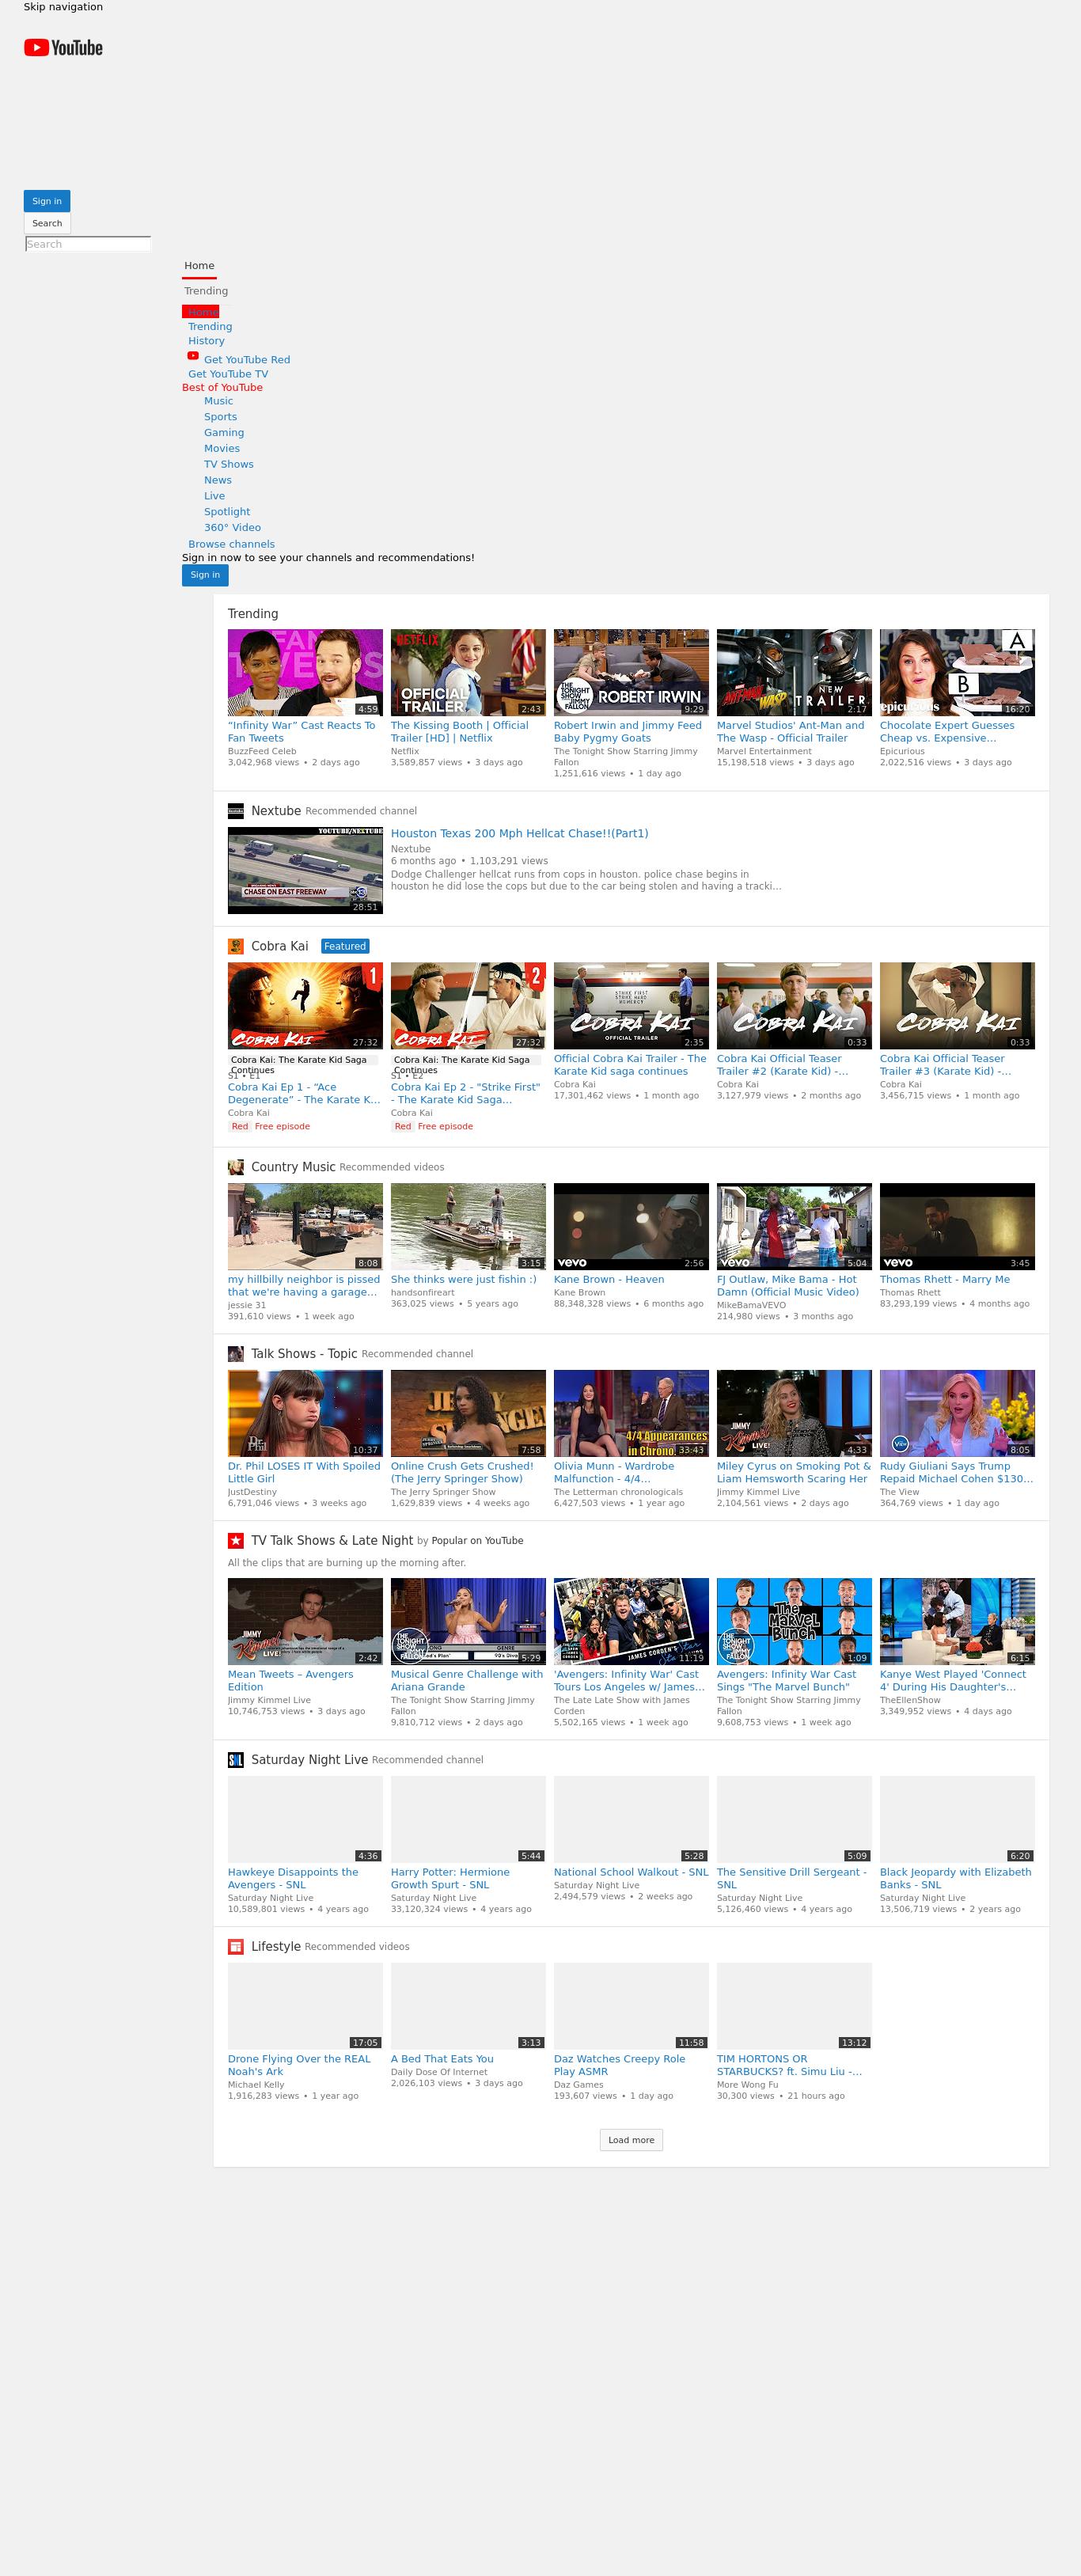 Skip navigation
YouTube
Sign in
Search
Search
Home
Trending
Home
Trending
History
Get YouTube Red
Get YouTube TV
Best of YouTube
Music
Sports
Gaming
Movies
TV Shows
News
Live
Spotlight
360° Video
Browse channels
Sign in now to see your channels and recommendations!
Sign in
Trending
4:59
“Infinity War” Cast Reacts To
Fan Tweets
BuzzFeed Celeb
3,042,968 views • 2 days ago
NETFLIX
OFFICIAL
TRAILER
2:43
The Kissing Booth | Official
Trailer [HD] | Netflix
Netflix
3,589,857 views • 3 days ago
THE TONIGHT SHOW
ROBERT IRWIN
9:29
Robert Irwin and Jimmy Feed
Baby Pygmy Goats
The Tonight Show Starring Jimmy
Fallon
1,251,616 views • 1 day ago
NEW
TRAILER
2:17
Marvel Studios' Ant-Man and
The Wasp - Official Trailer
Marvel Entertainment
15,198,518 views • 3 days ago
A
B
epicurious
16:20
Chocolate Expert Guesses
Cheap vs. Expensive...
Epicurious
2,022,516 views • 3 days ago
Nextube Recommended channel
YOUTUBE/NEXTUBE
CHASE ON EAST FREEWAY
28:51
Houston Texas 200 Mph Hellcat Chase!!(Part1)
Nextube
6 months ago • 1,103,291 views
Dodge Challenger hellcat runs from cops in houston. police chase begins in
houston he did lose the cops but due to the car being stolen and having a tracki...
Cobra Kai Featured
1
COBRA KAI
27:32
Cobra Kai: The Karate Kid Saga
Continues
S1 • E1
Cobra Kai Ep 1 - “Ace
Degenerate” - The Karate K...
Cobra Kai
Red Free episode
2
COBRA KAI
27:32
Cobra Kai: The Karate Kid Saga
Continues
S1 • E2
Cobra Kai Ep 2 - "Strike First"
- The Karate Kid Saga...
Cobra Kai
Red Free episode
COBRA KAI
OFFICIAL TRAILER
2:35
Official Cobra Kai Trailer - The
Karate Kid saga continues
Cobra Kai
17,301,462 views • 1 month ago
COBRA KAI
0:33
Cobra Kai Official Teaser
Trailer #2 (Karate Kid) -...
Cobra Kai
3,127,979 views • 2 months ago
COBRA KAI
0:33
Cobra Kai Official Teaser
Trailer #3 (Karate Kid) -...
Cobra Kai
3,456,715 views • 1 month ago
Country Music Recommended videos
8:08
my hillbilly neighbor is pissed
that we're having a garage...
jessie 31
391,610 views • 1 week ago
3:15
She thinks were just fishin :)
handsonfireart
363,025 views • 5 years ago
vevo
2:56
Kane Brown - Heaven
Kane Brown
88,348,328 views • 6 months ago
vevo
5:04
FJ Outlaw, Mike Bama - Hot
Damn (Official Music Video)
MikeBamaVEVO
214,980 views • 3 months ago
vevo
3:45
Thomas Rhett - Marry Me
Thomas Rhett
83,293,199 views • 4 months ago
Talk Shows - Topic Recommended channel
Dr. Phil
10:37
Dr. Phil LOSES IT With Spoiled
Little Girl
JustDestiny
6,791,046 views • 3 weeks ago
7:58
Online Crush Gets Crushed!
(The Jerry Springer Show)
The Jerry Springer Show
1,629,839 views • 4 weeks ago
4/4 Appearances
in Chrono.
33:43
Olivia Munn - Wardrobe
Malfunction - 4/4...
The Letterman chronologicals
6,427,503 views • 1 year ago
JIMMY
Kimmel
LIVE!
4:33
Miley Cyrus on Smoking Pot &
Liam Hemsworth Scaring Her
Jimmy Kimmel Live
2,104,561 views • 2 days ago
View
8:05
Rudy Giuliani Says Trump
Repaid Michael Cohen $130...
The View
364,769 views • 1 day ago
TV Talk Shows & Late Night by Popular on YouTube
All the clips that are burning up the morning after.
JIMMY
Kimmel
LIVE!
2:42
Mean Tweets – Avengers
Edition
Jimmy Kimmel Live
10,746,753 views • 3 days ago
GENRE
5:29
Musical Genre Challenge with
Ariana Grande
The Tonight Show Starring Jimmy
Fallon
9,810,712 views • 2 days ago
JAMES CORDEN'S
11:19
'Avengers: Infinity War' Cast
Tours Los Angeles w/ James...
The Late Late Show with James
Corden
5,502,165 views • 1 week ago
The
Marvel
Bunch
1:09
Avengers: Infinity War Cast
Sings "The Marvel Bunch"
The Tonight Show Starring Jimmy
Fallon
9,608,753 views • 1 week ago
6:15
Kanye West Played 'Connect
4' During His Daughter's...
TheEllenShow
3,349,952 views • 4 days ago
SNL
Saturday Night Live Recommended channel
4:36
Hawkeye Disappoints the
Avengers - SNL
Saturday Night Live
10,589,801 views • 4 years ago
5:44
Harry Potter: Hermione
Growth Spurt - SNL
Saturday Night Live
33,120,324 views • 4 years ago
5:28
National School Walkout - SNL
Saturday Night Live
2,494,579 views • 2 weeks ago
5:09
The Sensitive Drill Sergeant -
SNL
Saturday Night Live
5,126,460 views • 4 years ago
6:20
Black Jeopardy with Elizabeth
Banks - SNL
Saturday Night Live
13,506,719 views • 2 years ago
Lifestyle Recommended videos
17:05
Drone Flying Over the REAL
Noah's Ark
Michael Kelly
1,916,283 views • 1 year ago
3:13
A Bed That Eats You
Daily Dose Of Internet
2,026,103 views • 3 days ago
11:58
Daz Watches Creepy Role
Play ASMR
Daz Games
193,607 views • 1 day ago
13:12
TIM HORTONS OR
STARBUCKS? ft. Simu Liu -...
More Wong Fu
30,300 views • 21 hours ago
Load more